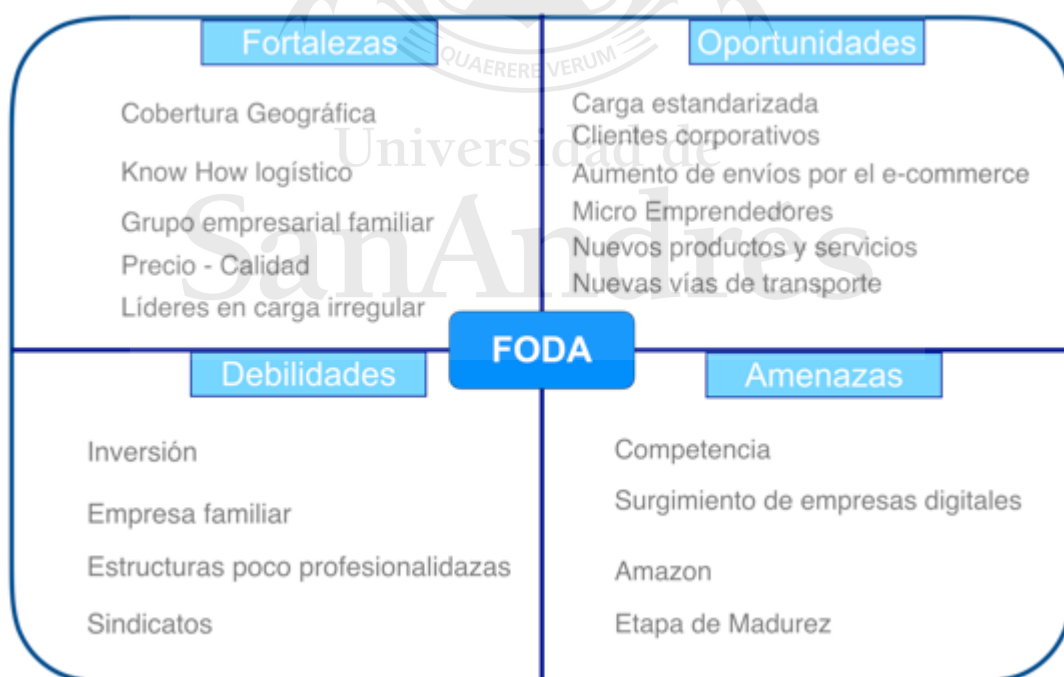 Fortalezas
Cobertura Geográfica
Know How logístico
Grupo empresarial familiar
Precio - Calidad
Líderes en carga irregular
Oportunidades
Carga estandarizada
Clientes corporativos
Aumento de envíos por el e-commerce
Micro Emprendedores
Nuevos productos y servicios
Nuevas vías de transporte
FODA
Debilidades
Inversión
Empresa familiar
Estructuras poco profesionalidazas
Sindicatos
Amenazas
Competencia
Surgimiento de empresas digitales
Amazon
Etapa de Madurez
QUAERERE VERUM
Universidad de
SanAndrés